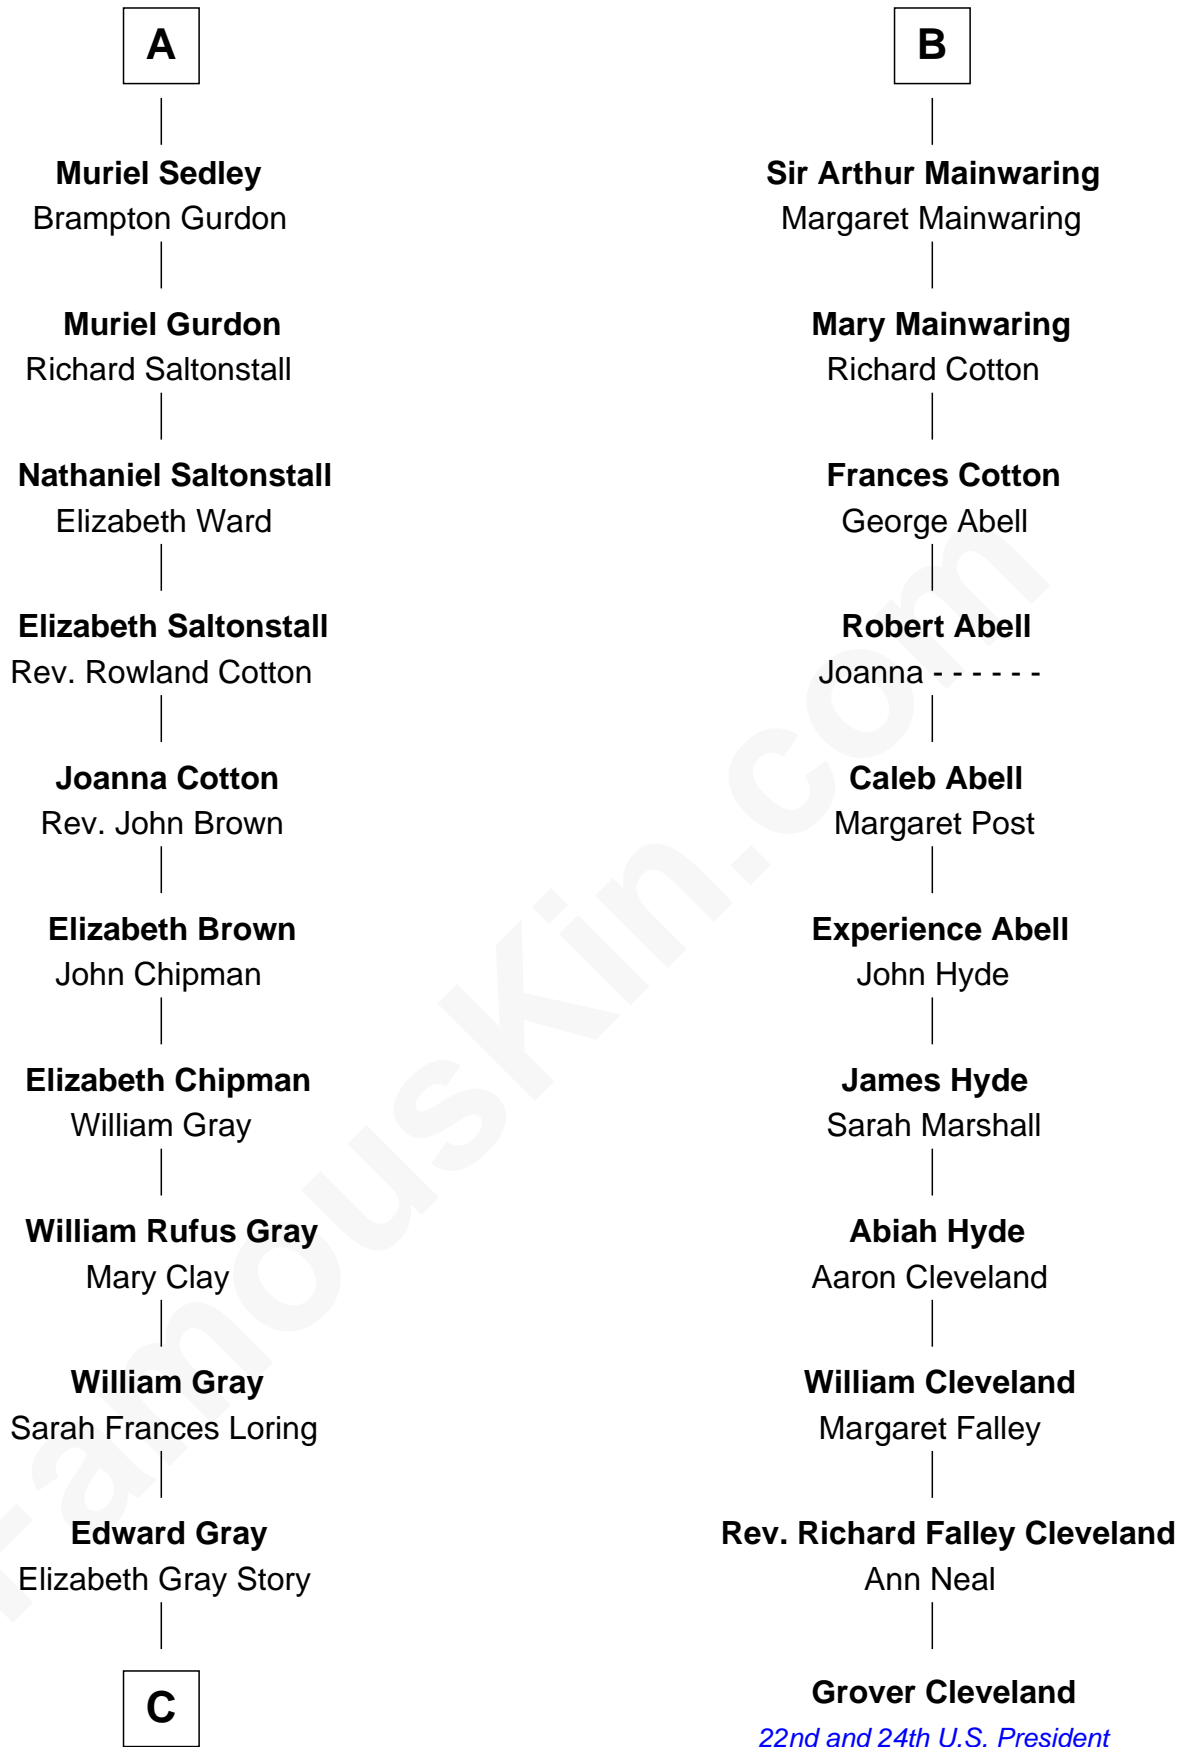 A
Muriel Sedley
Brampton Gurdon
Muriel Gurdon
Richard Saltonstall
Nathaniel Saltonstall
Elizabeth Ward
Elizabeth Saltonstall
Rev. Rowland Cotton
Joanna Cotton
Rev. John Brown
Elizabeth Brown
John Chipman
Elizabeth Chipman
William Gray
William Rufus Gray
Mary Clay
William Gray
Sarah Frances Loring
Edward Gray
Elizabeth Gray Story
C
B
Sir Arthur Mainwaring
Margaret Mainwaring
Mary Mainwaring
Richard Cotton
Frances Cotton
George Abell
Robert Abell
Joanna - - - - - -
Caleb Abell
Margaret Post
Experience Abell
John Hyde
James Hyde
Sarah Marshall
Abiah Hyde
Aaron Cleveland
William Cleveland
Margaret Falley
Rev. Richard Falley Cleveland
Ann Neal
Grover Cleveland
22nd and 24th U.S. President
FamousKin.com